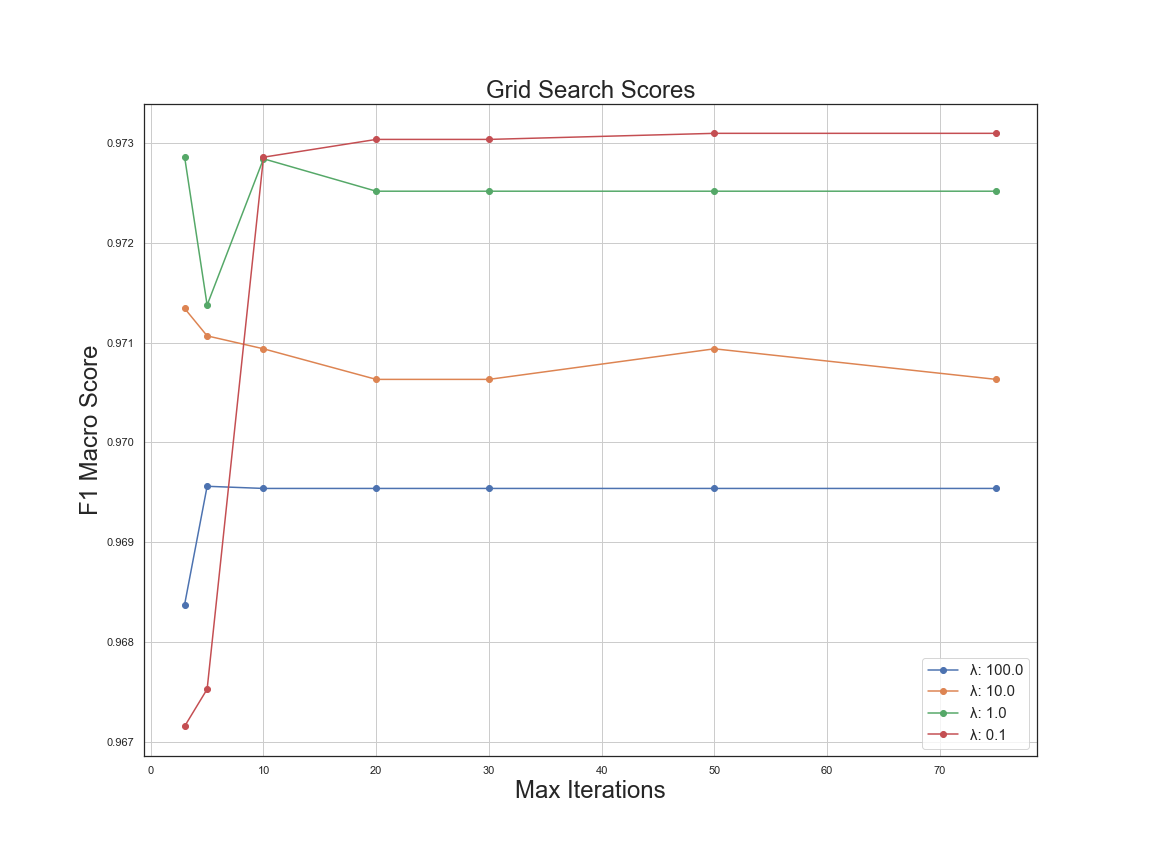 Grid Search Scores
F1 Macro Score
0.973
0.972
0.971
0.970
0.969
0.968
0.967
0 10 20 30 40 50 60 70
Max Iterations
λ: 100.0
λ: 10.0
λ: 1.0
λ: 0.1